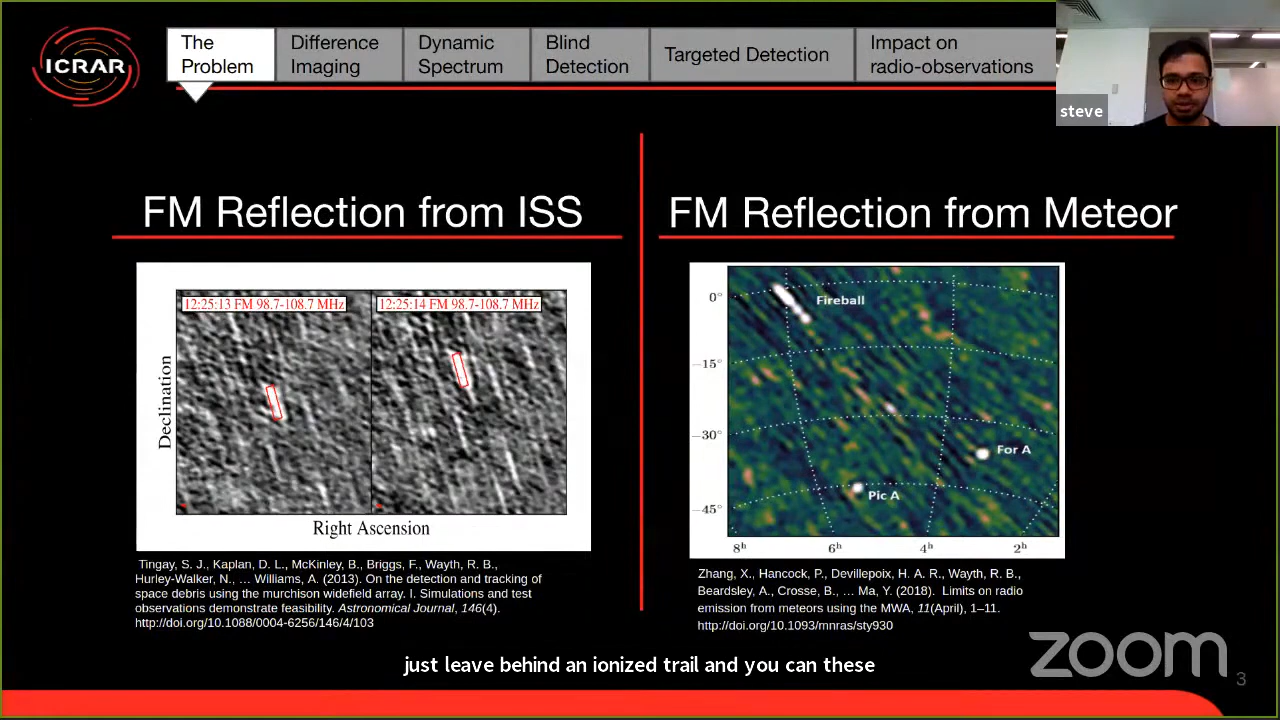 ICRAR
The
Problem
Difference
Imaging
Dynamic
Spectrum
Blind
Detection
Targeted Detection
Impact on
radio-observations
steve
FM Reflection from ISS
12:25:13 FM 98.7-108.7 MHz
12:25:14 FM 98.7-108.7 MHz
Declination
Right Ascension
Tingay, S. J., Kaplan, D. L., McKinley, B., Briggs, F., Wayth, R. B.,
Hurley-Walker, N., … Williams, A. (2013). On the detection and tracking of
space debris using the murchison widefield array. I. Simulations and test
observations demonstrate feasibility. Astronomical Journal, 146(4).
http://doi.org/10.1088/0004-6256/146/4/103
FM Reflection from Meteor
Fireball
For A
Pic A
0°
−15°
−30°
−45°
8ʰ 6ʰ 4ʰ 2ʰ
Zhang, X., Hancock, P., Devillepoix, H. A. R., Wayth, R. B.,
Beardsley, A., Crosse, B., … Ma, Y. (2018). Limits on radio
emission from meteors using the MWA, 11(April), 1–11.
http://doi.org/10.1093/mnras/sty930
just leave behind an ionized trail and you can these
zoom
3